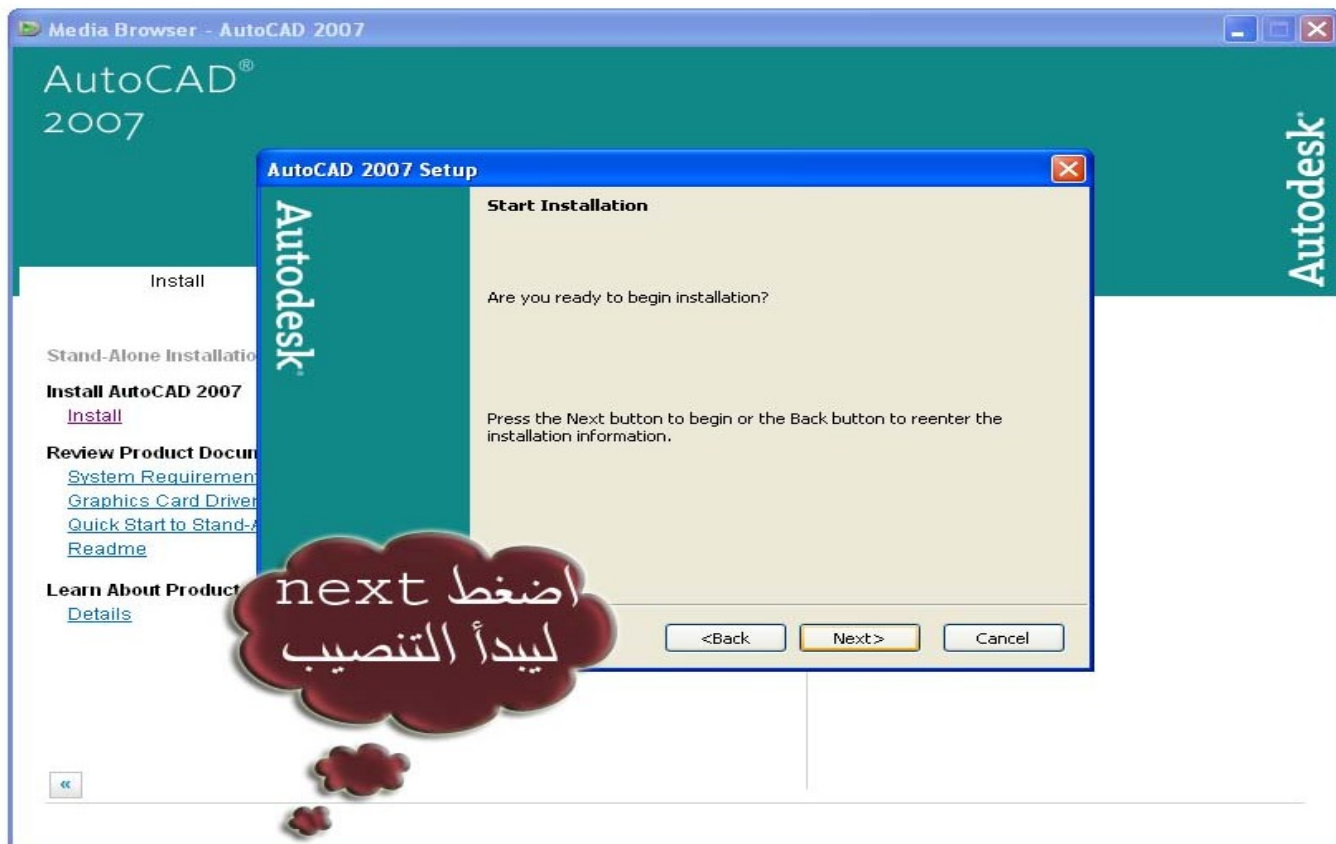 Media Browser - AutoCAD 2007
AutoCAD®
2007
Autodesk
AutoCAD 2007 Setup
Autodesk
Start Installation
Are you ready to begin installation?
Press the Next button to begin or the Back button to reenter the
installation information.
<Back
Next>
Cancel
Install
Stand-Alone Installatio
Install AutoCAD 2007
Install
Review Product Docum
System Requiremen
Graphics Card Driver
Quick Start to Stand-A
Readme
Learn About Product
Details
اضغط next
ليبدأ التنصيب
«